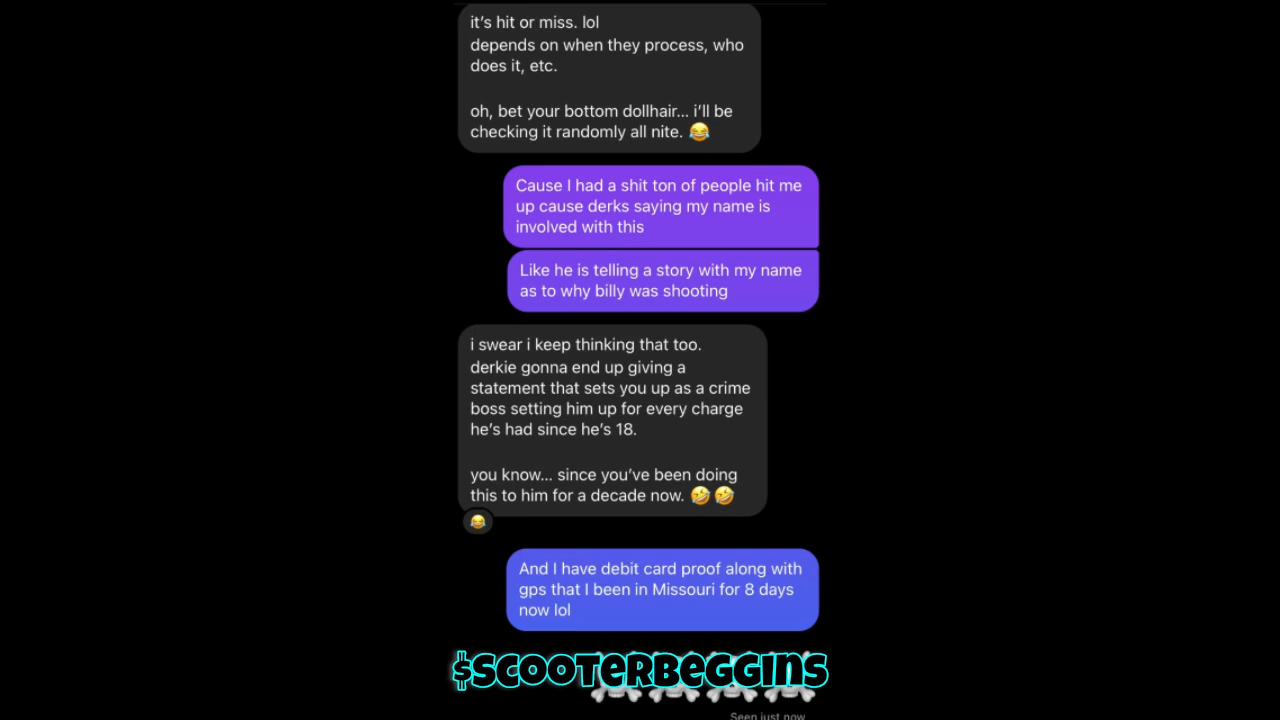 it's hit or miss. lol
depends on when they process, who
does it, etc.
oh, bet your bottom dollhair... i'll be
checking it randomly all nite. 😂
Cause I had a shit ton of people hit me
up cause derks saying my name is
involved with this
Like he is telling a story with my name
as to why billy was shooting
i swear i keep thinking that too.
derkie gonna end up giving a
statement that sets you up as a crime
boss setting him up for every charge
he's had since he's 18.
you know... since you've been doing
this to him for a decade now. 🤣🤣
😂
And I have debit card proof along with
gps that I been in Missouri for 8 days
now lol
$SCOOTERBEGGINS
☠️☠️☠️☠️
Seen just now